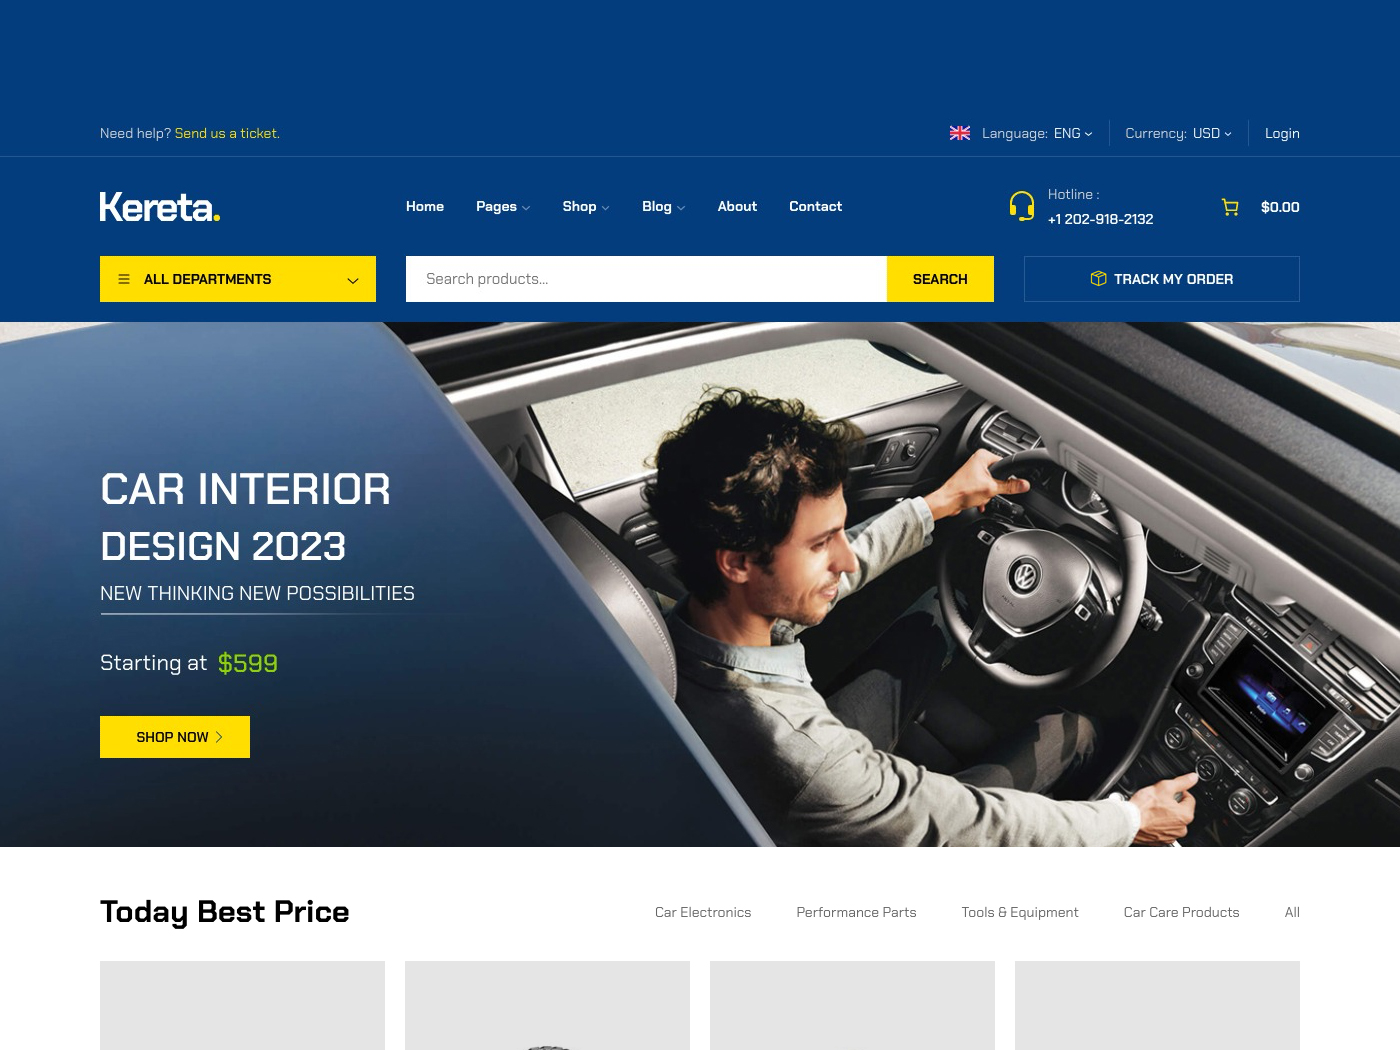 Need help? Send us a ticket.
Language: ENG
Currency: USD
Login
Kereta.
Home
Pages
Shop
Blog
About
Contact
Hotline :
+1 202-918-2132
$0.00
ALL DEPARTMENTS
Search products...
SEARCH
TRACK MY ORDER
CAR INTERIOR
DESIGN 2023
NEW THINKING NEW POSSIBILITIES
Starting at $599
SHOP NOW
Today Best Price
Car Electronics
Performance Parts
Tools & Equipment
Car Care Products
All